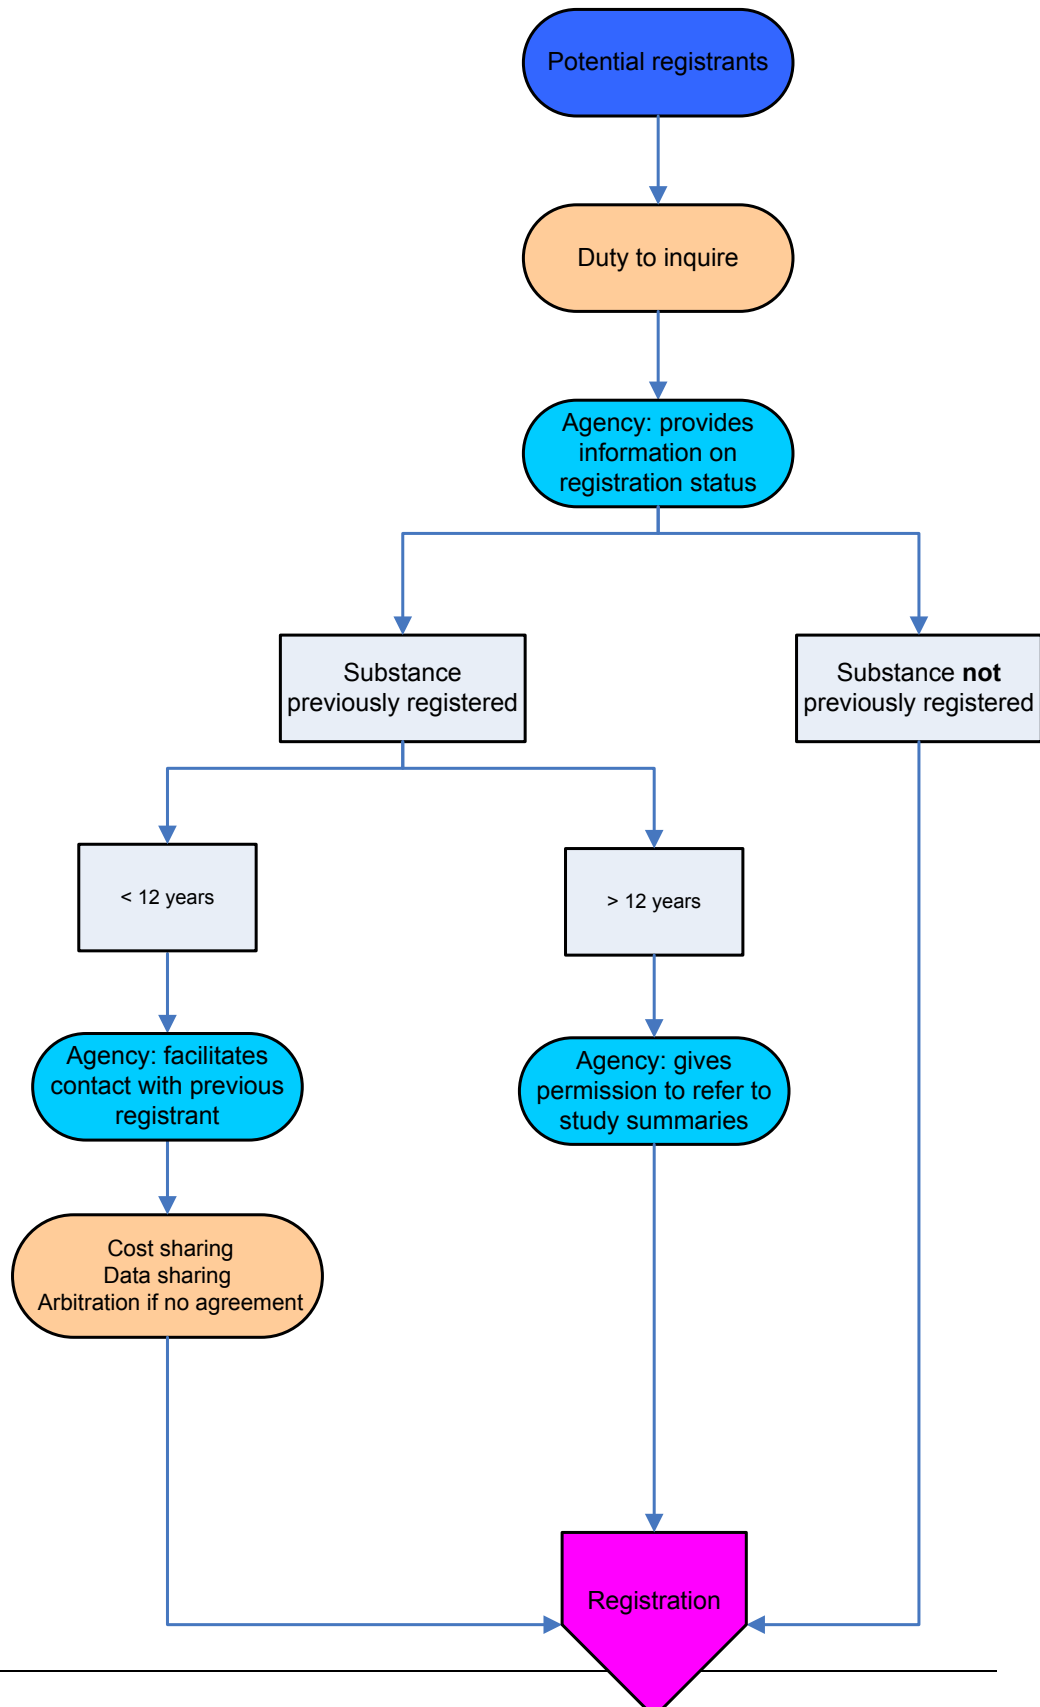 Potential registrants
Duty to inquire
Agency: provides
information on
registration status
Substance
previously registered
Substance not
previously registered
< 12 years
> 12 years
Agency: facilitates
contact with previous
registrant
Agency: gives
permission to refer to
study summaries
Cost sharing
Data sharing
Arbitration if no agreement
Registration